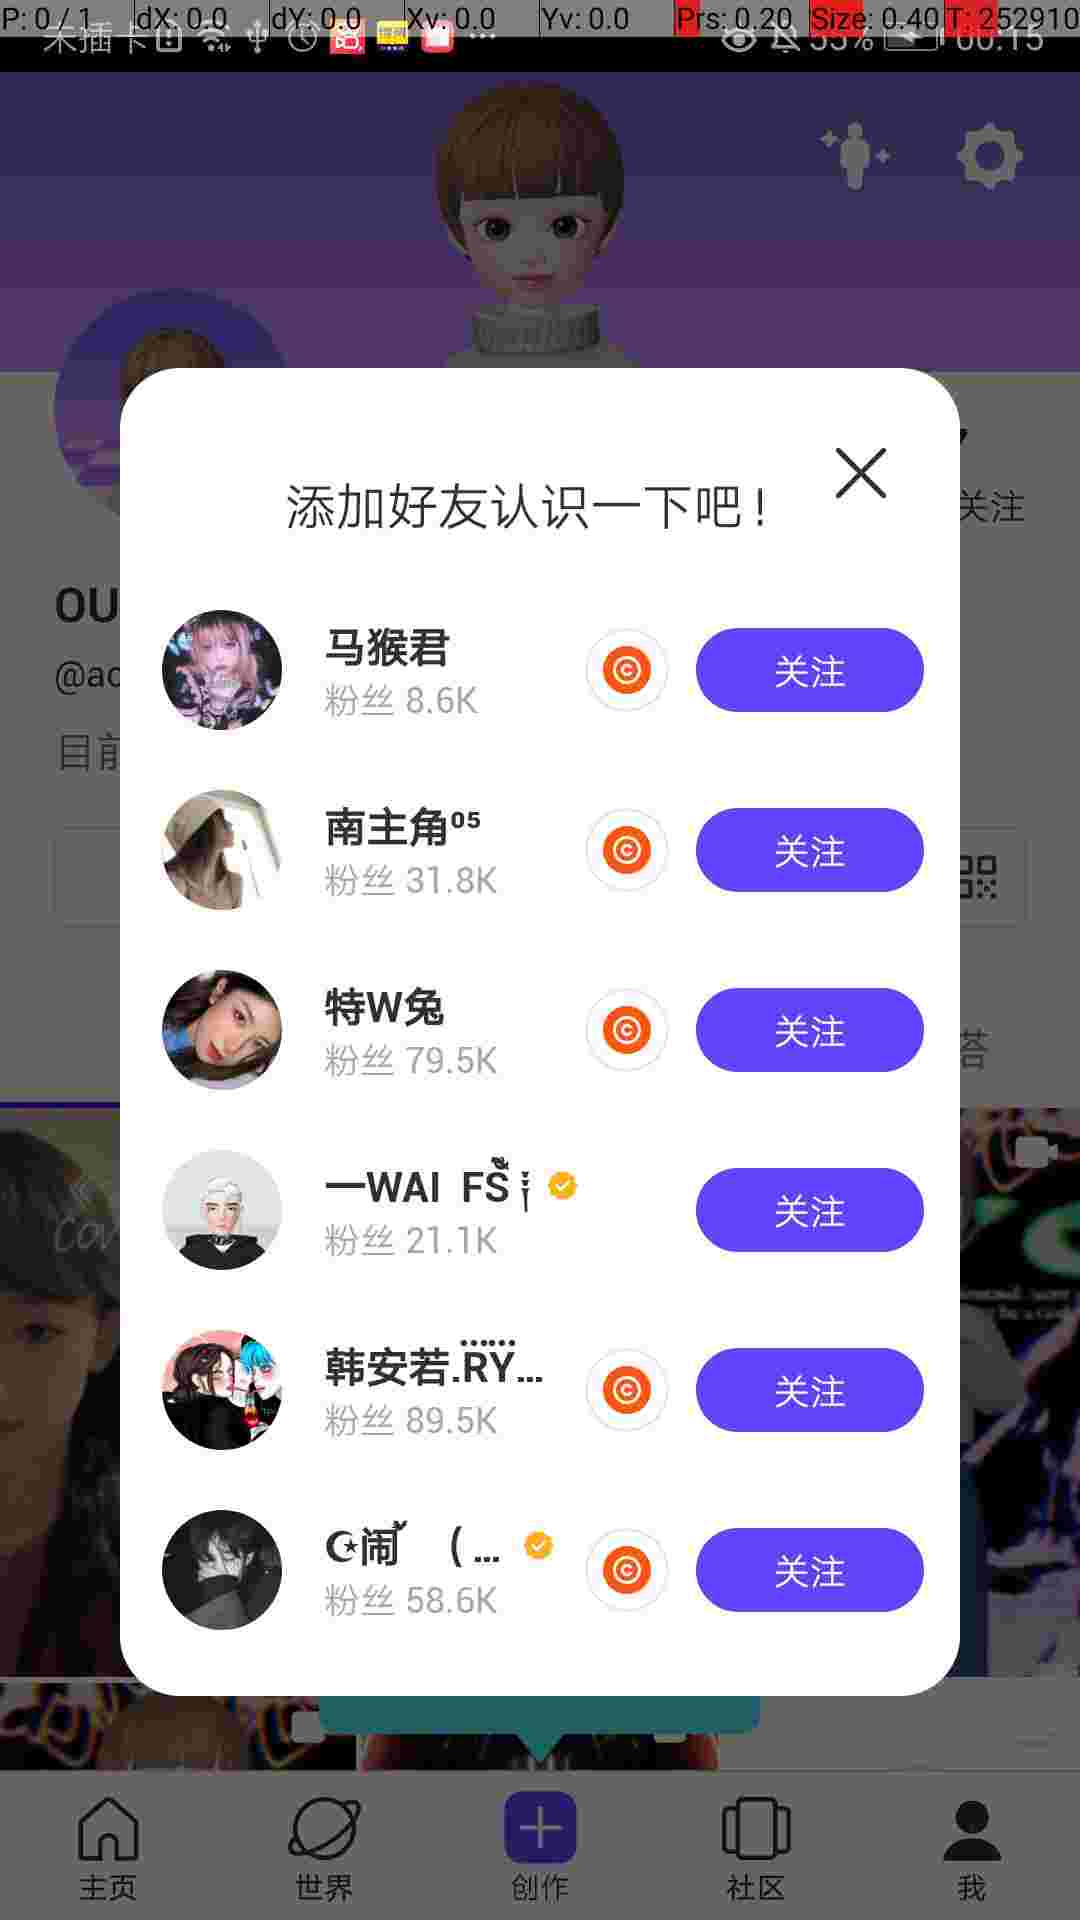 P: 0 / 1 dX: 0.0 dY: 0.0 Xv: 0.0 Yv: 0.0 Prs: 0.20 Size: 0.40 T: 252910
未插卡 53% 00:15
添加好友认识一下吧!
关注
OU
@ac
马猴君
粉丝 8.6K
关注
目前
南主角⁰⁵
粉丝 31.8K
关注
特W兔
粉丝 79.5K
关注
答
一WAI FS
粉丝 21.1K
关注
韩安若.RY...
粉丝 89.5K
关注
☪闹 ( ...
粉丝 58.6K
关注
主页 世界 创作 社区 我